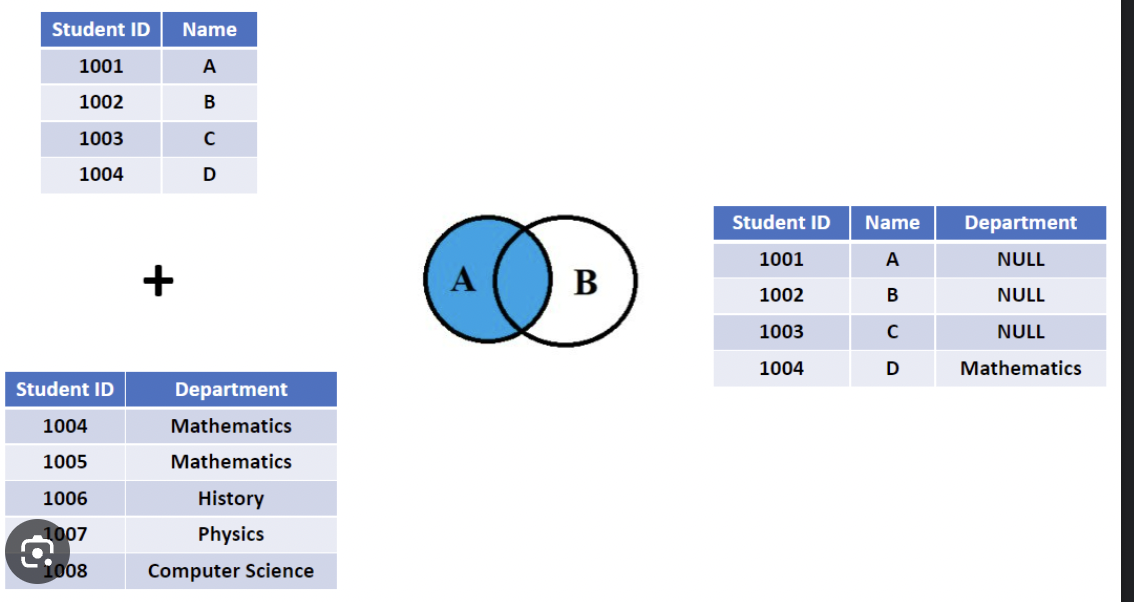 Student ID Name
1001 A
1002 B
1003 C
1004 D
+
Student ID Department
1004 Mathematics
1005 Mathematics
1006 History
1007 Physics
1008 Computer Science
A B
Student ID Name Department
1001 A NULL
1002 B NULL
1003 C NULL
1004 D Mathematics